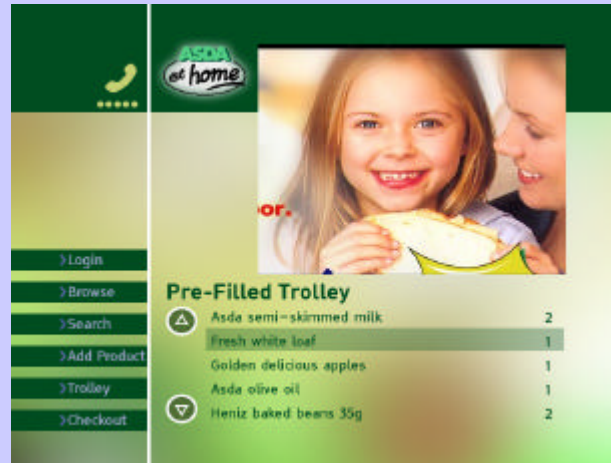 ASDA
at home
or.
Login
Browse
Search
Add Product
Trolley
Checkout
Pre-Filled Trolley
Asda semi-skimmed milk 2
Fresh white loaf 1
Golden delicious apples 1
Asda olive oil 1
Heniz baked beans 35g 2